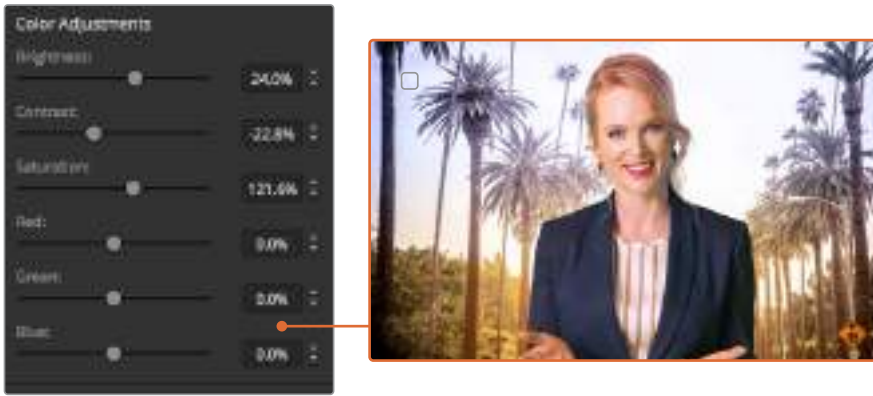 Color Adjustments
Brightness:
24.0%
Contrast:
-22.8%
Saturation:
121.6%
Red:
0.0%
Green:
0.0%
Blue:
0.0%